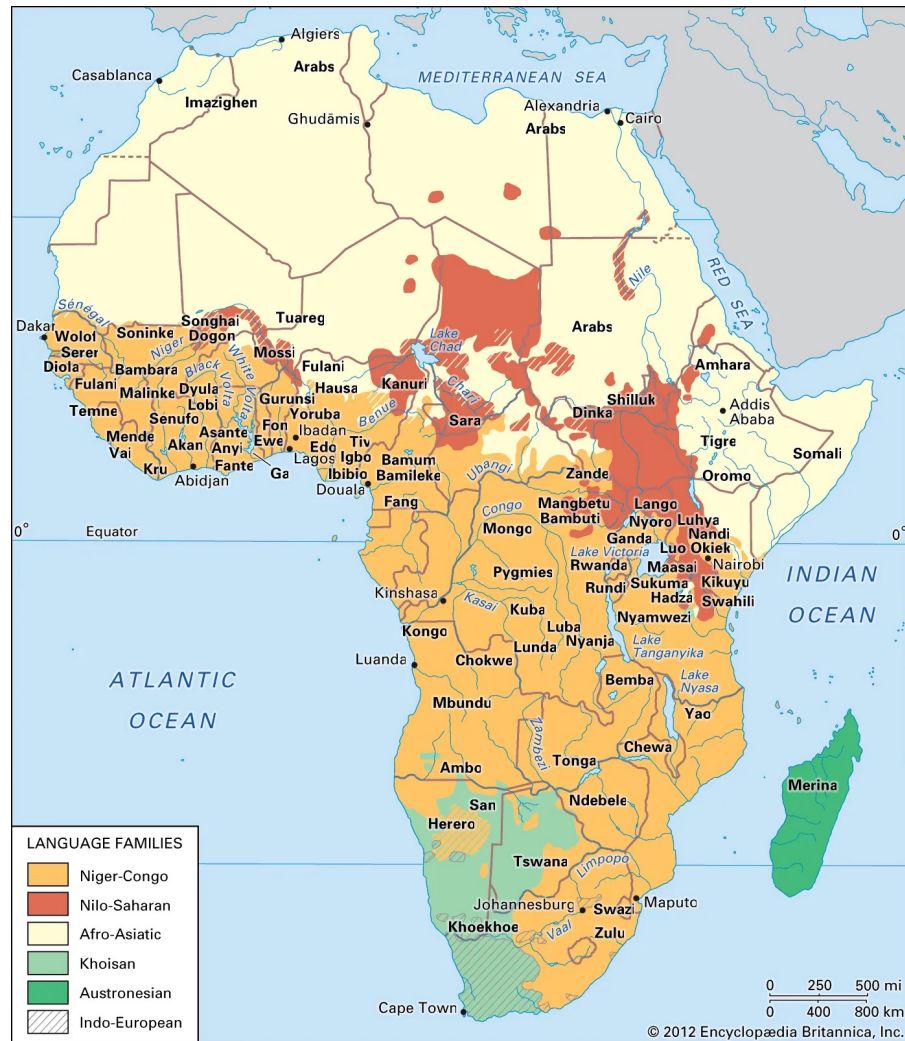 Algiers
Arabs
Casablanca
MEDITERRANEAN SEA
Imazighen
Alexandria
Ghudāmis
Arabs
Cairo
RED SEA
Nile
Sénégal
Songhai
Tuareg
Arabs
Dakar
Wolof
Soninke
Dogon
Lake
Chad
Serer
Niger
Mossi
Amhara
Diola
Bambara
Black Volta
White Volta
Fulani
Fulani
Malinke
Dyula
Gurunsi
Hausa
Kanuri
Chari
Shilluk
Addis
Ababa
Temne
Lobi
Yoruba
Benue
Dinka
Senufo
Fon
Ibadan
Sara
Mende
Asante
Ewe
Edo
Tiv
Tigre
Vai
Akan
Anyi
Lagos
Igbo
Bamum
Ubangi
Somali
Kru
Fante
Ga
Ibibio
Bamileke
Zande
Oromo
Abidjan
Douala
Fang
Congo
Mangbetu
Lango
Bambuti
Nyoro
Luhya
0°
Equator
Mongo
Ganda
Nandi
0°
Lake Victoria
Luo
Okiek
Rwanda
Maasai
Nairobi
Pygmies
Rundi
Sukuma
Kikuyu
INDIAN
OCEAN
Kinshasa
Kasai
Kuba
Hadza
Swahili
Nyamwezi
Kongo
Luba
Lunda
Nyanja
Lake
Tanganyika
Luanda
Chokwe
ATLANTIC
OCEAN
Bemba
Lake
Nyasa
Mbundu
Yao
Zambezi
Chewa
Ambo
Tonga
Merina
San
Ndebele
Herero
Tswana
Limpopo
Johannesburg
Swazi
Maputo
Khoekhoe
Vaal
Zulu
Cape Town
LANGUAGE FAMILIES
Niger-Congo
Nilo-Saharan
Afro-Asiatic
Khoisan
Austronesian
Indo-European
0 250 500 mi
0 400 800 km
© 2012 Encyclopædia Britannica, Inc.